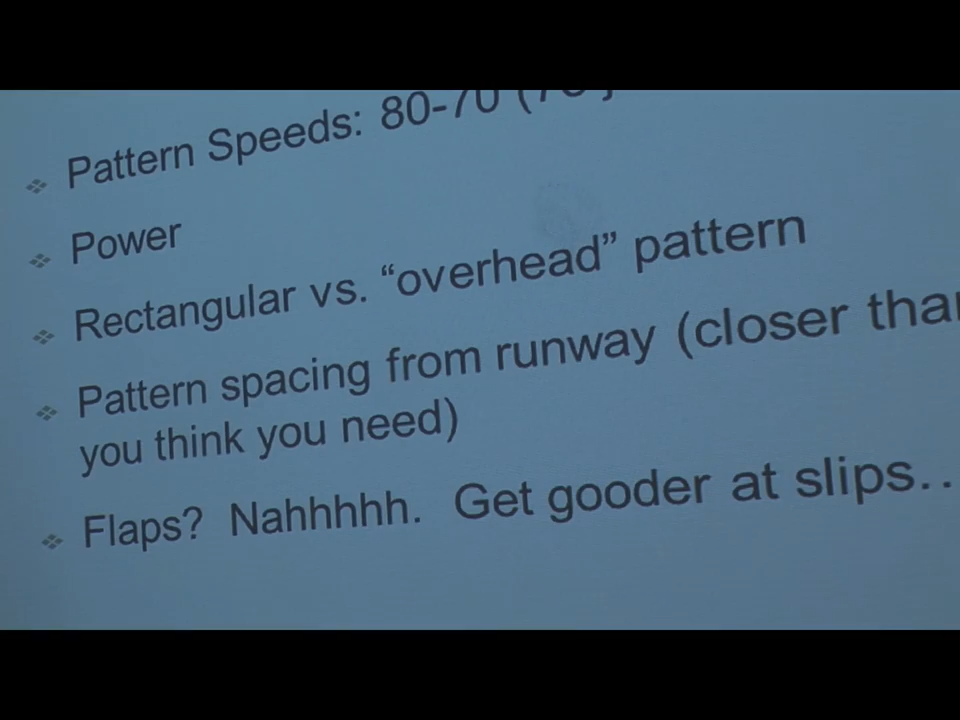 Pattern Speeds: 80-70
Power
Rectangular vs. “overhead” pattern
Pattern spacing from runway (closer than
you think you need)
Flaps? Nahhhhh. Get gooder at slips..